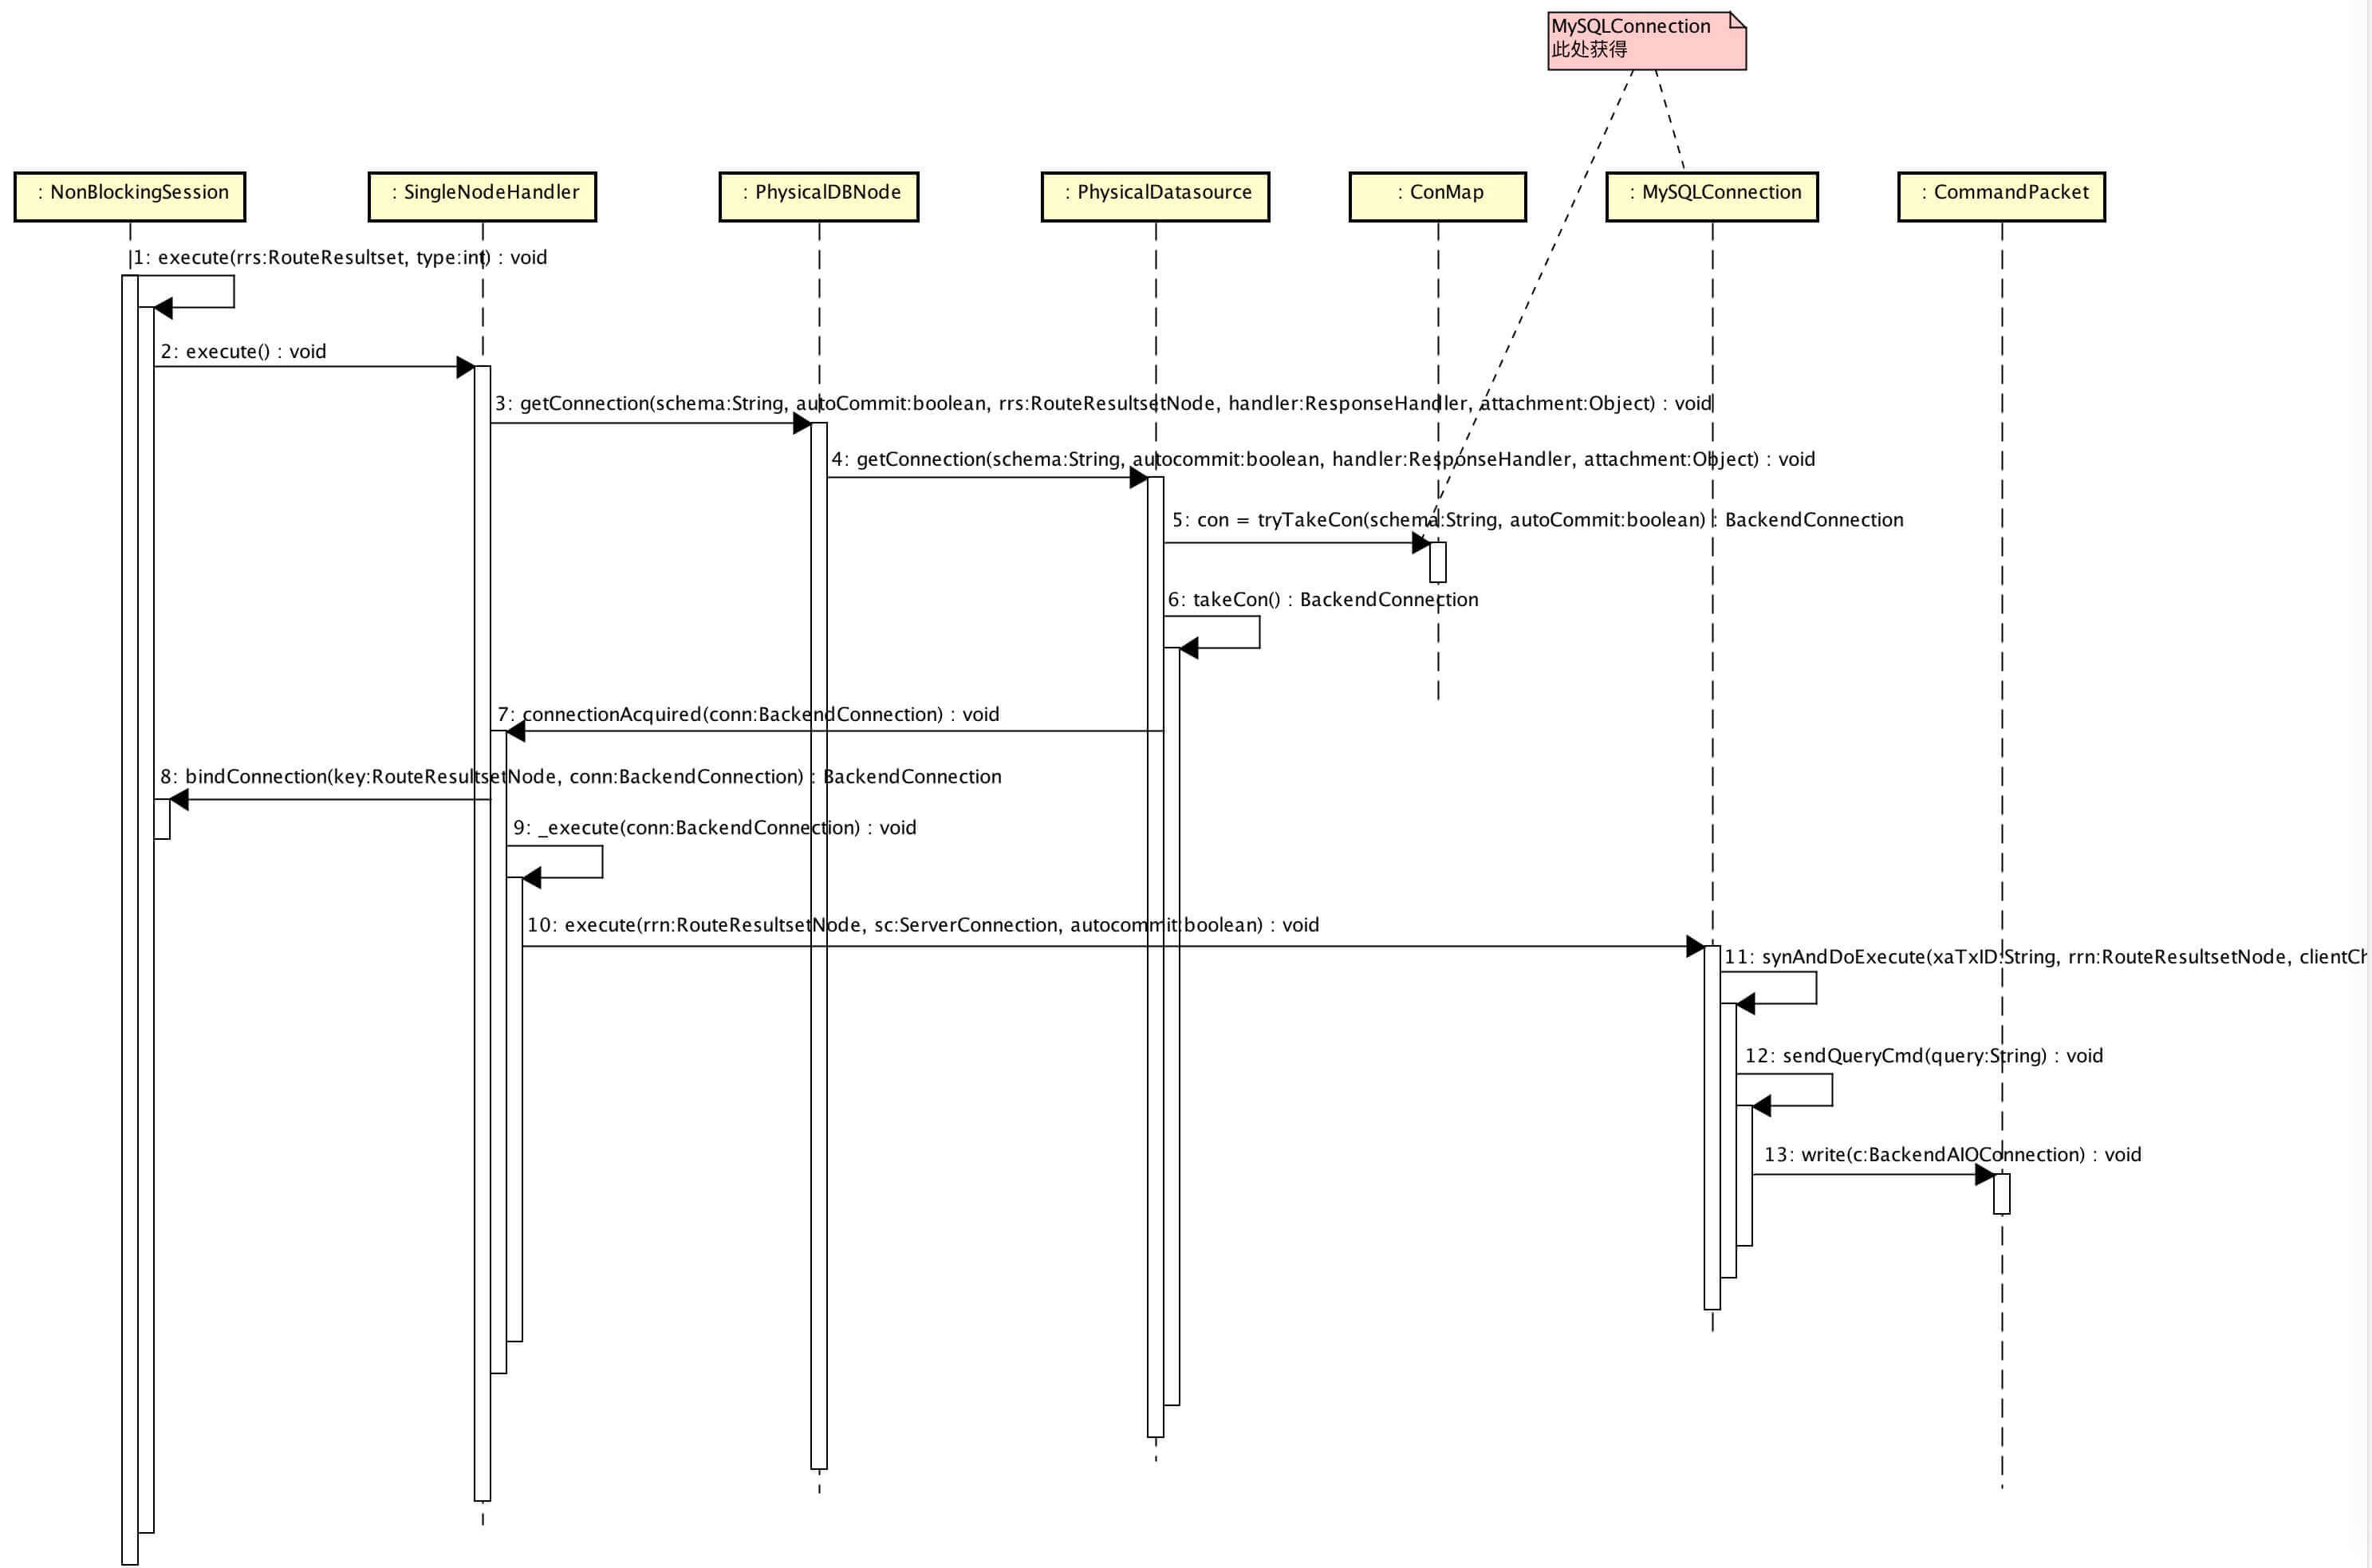 MySQLConnection
此处获得
: NonBlockingSession
: SingleNodeHandler
: PhysicalDBNode
: PhysicalDatasource
: ConMap
: MySQLConnection
: CommandPacket
1: execute(rrs:RouteResultset, type:int) : void
2: execute() : void
3: getConnection(schema:String, autoCommit:boolean, rrs:RouteResultsetNode, handler:ResponseHandler, attachment:Object) : void
4: getConnection(schema:String, autocommit:boolean, handler:ResponseHandler, attachment:Object) : void
5: con = tryTakeCon(schema:String, autoCommit:boolean) : BackendConnection
6: takeCon() : BackendConnection
7: connectionAcquired(conn:BackendConnection) : void
8: bindConnection(key:RouteResultsetNode, conn:BackendConnection) : BackendConnection
9: _execute(conn:BackendConnection) : void
10: execute(rrn:RouteResultsetNode, sc:ServerConnection, autocommit:boolean) : void
11: synAndDoExecute(xaTxID:String, rrn:RouteResultsetNode, clientCh
12: sendQueryCmd(query:String) : void
13: write(c:BackendAIOConnection) : void